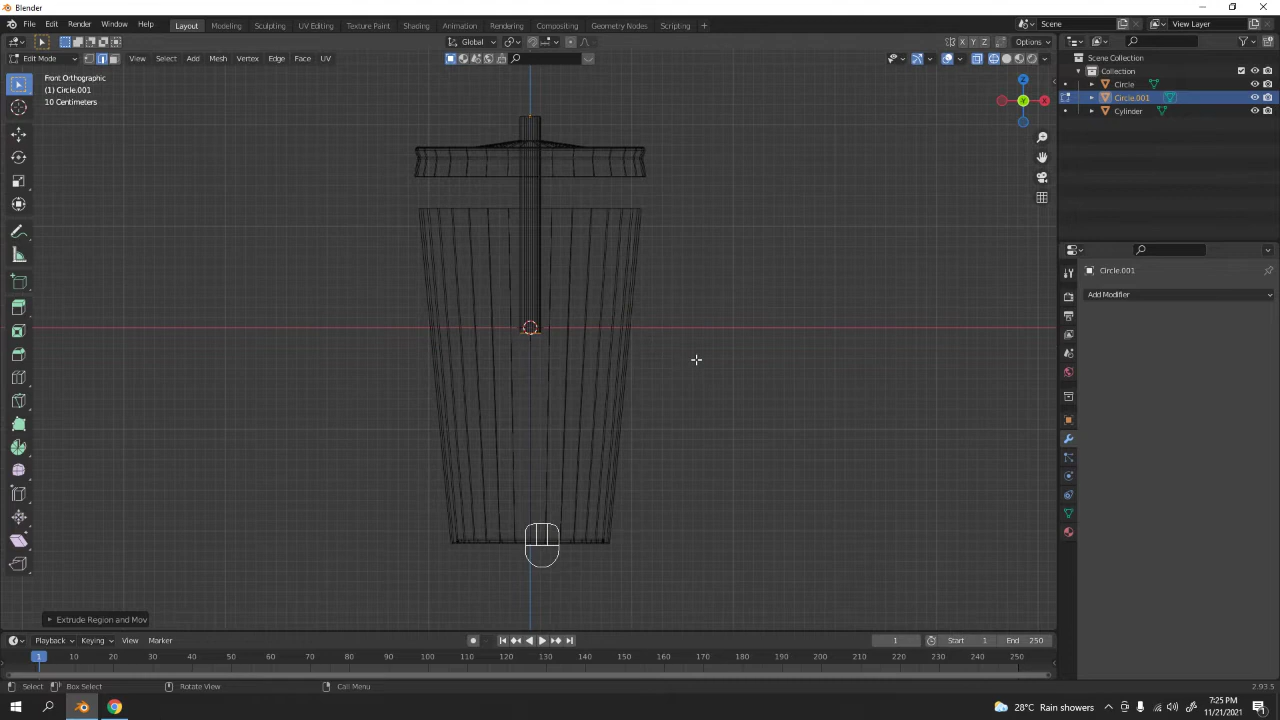 Blender
File Edit Render Window Help Layout Modeling Sculpting UV Editing Texture Paint Shading Animation Rendering Compositing Geometry Nodes Scripting + Scene View Layer
Global X Y Z Options
Edit Mode View Select Add Mesh Vertex Edge Face UV
Front Orthographic
(1) Circle.001
10 Centimeters
Z
Y
X
Scene Collection
Collection
Circle
Circle.001
Cylinder
Circle.001
Add Modifier
Extrude Region and Mov
Playback Keying View Marker 1 Start 1 End 250
1 10 20 30 40 50 60 70 80 90 100 110 120 130 140 150 160 170 180 190 200 210 220 230 240 250
Select Box Select Rotate View Call Menu 2.93.5
28°C Rain showers 7:25 PM
11/21/2021